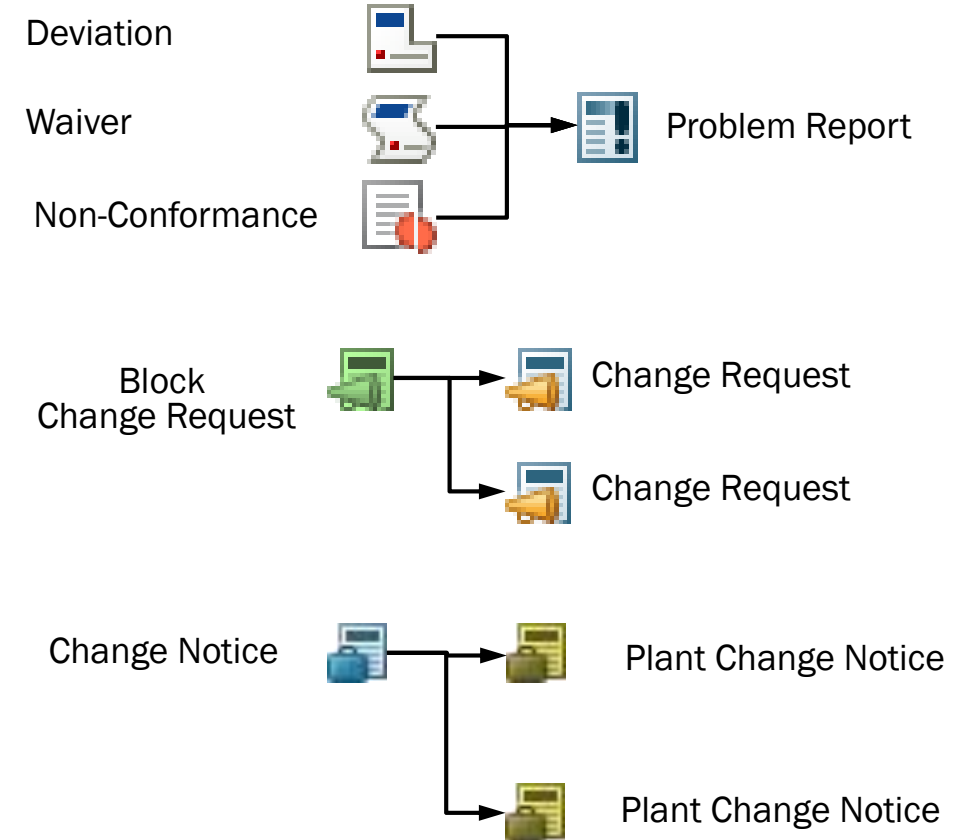 Deviation
Waiver
Problem Report
Non-Conformance
Block
Change Request
Change Request
Change Request
Change Notice
Plant Change Notice
Plant Change Notice